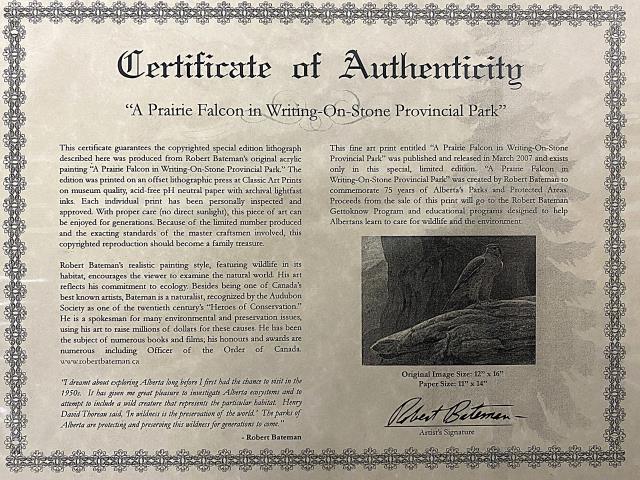 Certificate of Authenticity
“A Prairie Falcon in Writing-On-Stone Provincial Park”
This certificate guarantees the copyrighted special edition lithograph
described here was produced from Robert Bateman's original acrylic
painting “A Prairie Falcon in Writing-On-Stone Provincial Park.” The
edition was printed on an offset lithographic press at Classic Art Prints
on museum quality, acid-free pH neutral paper with archival lightfast
inks. Each individual print has been personally inspected and
approved. With proper care (no direct sunlight), this piece of art can
be enjoyed for generations. Because of the limited number produced
and the exacting standards of the master craftsmen involved, this
copyrighted reproduction should become a family treasure.
Robert Bateman's realistic painting style, featuring wildlife in its
habitat, encourages the viewer to examine the natural world. His art
reflects his commitment to ecology. Besides being one of Canada's
best known artists, Bateman is a naturalist, recognized by the Audubon
Society as one of the twentieth century's “Heroes of Conservation.”
He is a spokesman for many environmental and preservation issues,
using his art to raise millions of dollars for these causes. He has been
the subject of numerous books and films; his honours and awards are
numerous including Officer of the Order of Canada.
www.robertbateman.ca
"I dreamt about exploring Alberta long before I first had the chance to visit in the
1950s. It has given me great pleasure to investigate Alberta ecosystems and to
attempt to include a wild creature that represents the particular habitat. Henry
David Thoreau said, 'In wildness is the preservation of the world.' The parks of
Alberta are protecting and preserving this wildness for generations to come."
- Robert Bateman
This fine art print entitled “A Prairie Falcon in Writing-On-Stone
Provincial Park” was published and released in March 2007 and exists
only in this special, limited edition. “A Prairie Falcon in
Writing-On-Stone Provincial Park” was created by Robert Bateman to
commemorate 75 years of Alberta's Parks and Protected Areas.
Proceeds from the sale of this print will go to the Robert Bateman
Gettoknow Program and educational programs designed to help
Albertans learn to care for wildlife and the environment.
Original Image Size: 12" x 16"
Paper Size: 11" x 14"
Robert Bateman
Artist's Signature